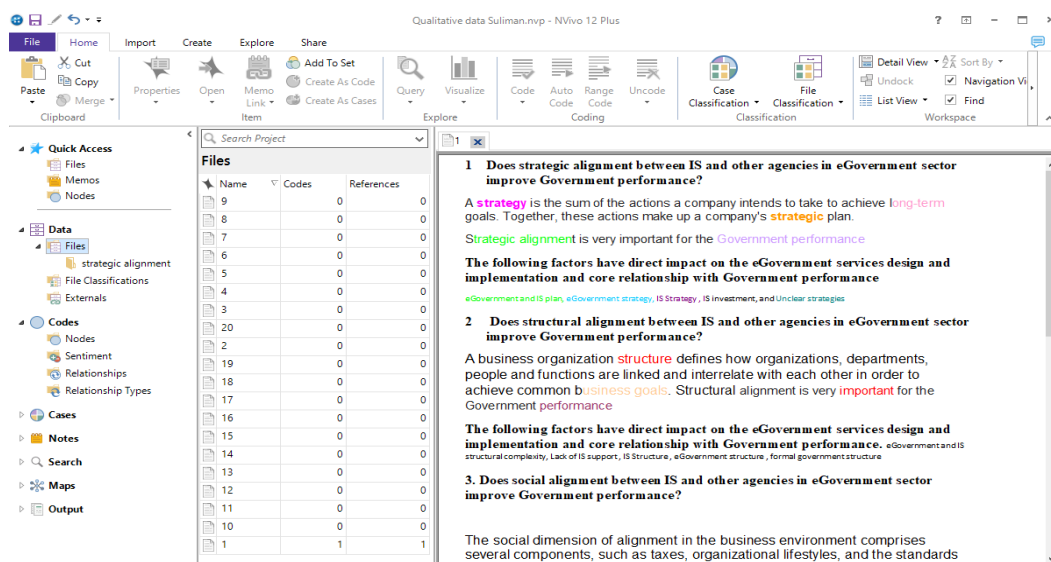 Qualitative data Suliman.nvp - NVivo 12 Plus
File Home Import Create Explore Share
Paste
Cut
Copy
Merge
Clipboard
Properties
Open
Memo Link
Add To Set
Create As Code
Create As Cases
Item
Query
Visualize
Explore
Code
Auto Code
Range Code
Uncode
Coding
Case Classification
File Classification
Classification
Detail View
Undock
List View
Sort By
Navigation Vi
Find
Workspace
Quick Access
Files
Memos
Nodes
Data
Files
strategic alignment
File Classifications
Externals
Codes
Nodes
Sentiment
Relationships
Relationship Types
Cases
Notes
Search
Maps
Output
Search Project
Files
Name Codes References
9 0 0
8 0 0
7 0 0
6 0 0
5 0 0
4 0 0
3 0 0
20 0 0
2 0 0
19 0 0
18 0 0
17 0 0
16 0 0
15 0 0
14 0 0
13 0 0
12 0 0
11 0 0
10 0 0
1 1 1
1
1 Does strategic alignment between IS and other agencies in eGovernment sector
improve Government performance?
A strategy is the sum of the actions a company intends to take to achieve long-term
goals. Together, these actions make up a company's strategic plan.
Strategic alignment is very important for the Government performance
The following factors have direct impact on the eGovernment services design and
implementation and core relationship with Government performance
eGovernment and IS plan, eGovernment strategy, IS Strategy , IS investment, and Unclear strategies
2 Does structural alignment between IS and other agencies in eGovernment sector
improve Government performance?
A business organization structure defines how organizations, departments,
people and functions are linked and interrelate with each other in order to
achieve common business goals. Structural alignment is very important for the
Government performance
The following factors have direct impact on the eGovernment services design and
implementation and core relationship with Government performance. eGovernment and IS
structural complexity, Lack of IS support , IS Structure , eGovernment structure , formal government structure
3. Does social alignment between IS and other agencies in eGovernment sector
improve Government performance?
The social dimension of alignment in the business environment comprises
several components, such as taxes, organizational lifestyles, and the standards